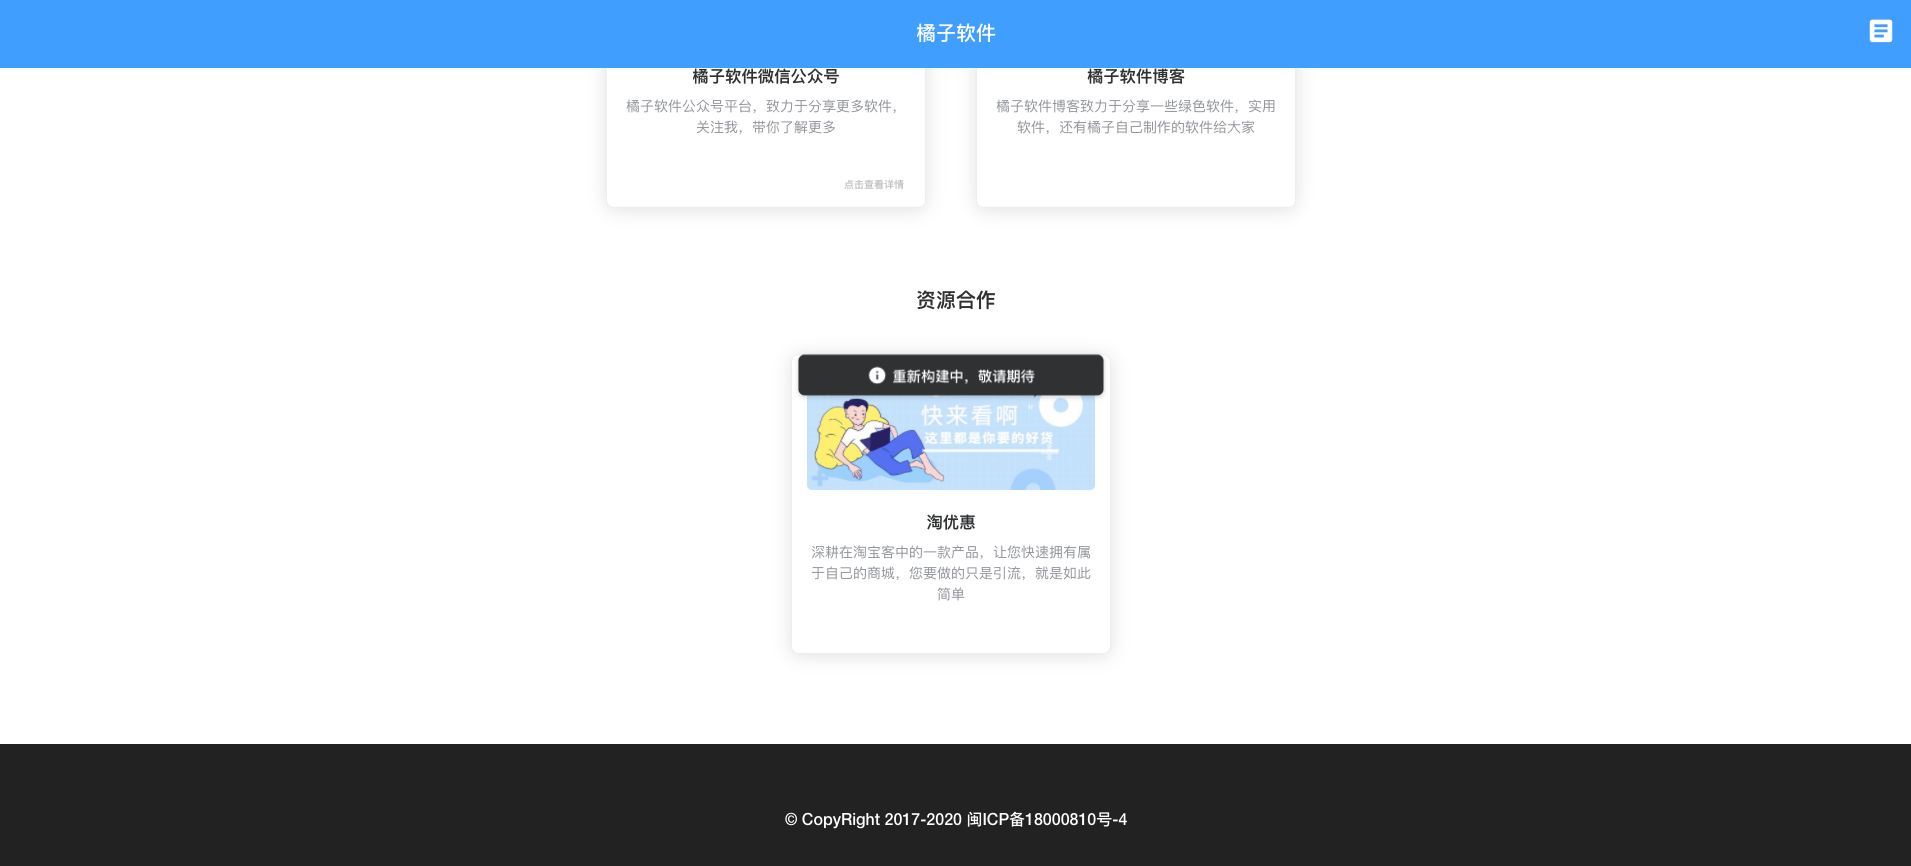 橘子软件
橘子软件微信公众号
橘子软件公众号平台，致力于分享更多软件，
关注我，带你了解更多
点击查看详情
橘子软件博客
橘子软件博客致力于分享一些绿色软件，实用
软件，还有橘子自己制作的软件给大家
资源合作
重新构建中，敬请期待
快来看啊
这里都是你要的好货
淘优惠
深耕在淘宝客中的一款产品，让您快速拥有属
于自己的商城，您要做的只是引流，就是如此
简单
© CopyRight 2017-2020 闽ICP备18000810号-4